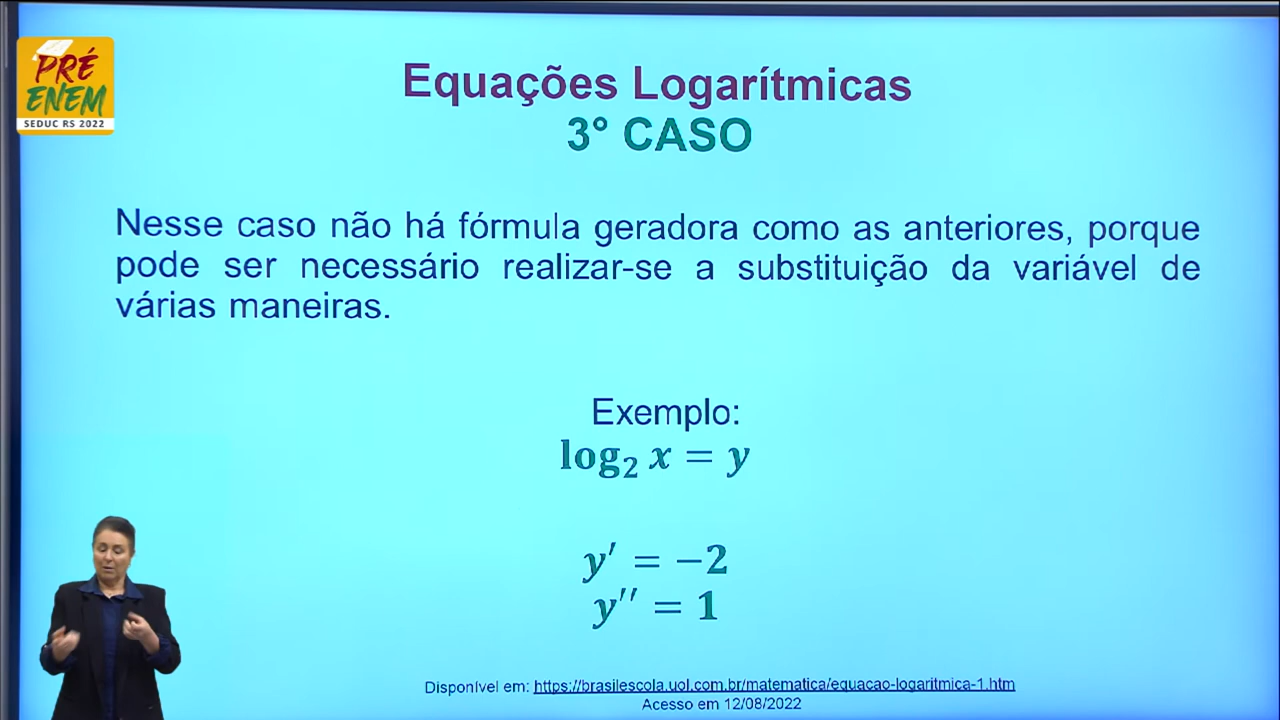 PRÉ
ENEM
SEDUC RS 2022
Equações Logarítmicas
3° CASO
Nesse caso não há fórmula geradora como as anteriores, porque
pode ser necessário realizar-se a substituição da variável de
várias maneiras.
Exemplo:
log₂ x = y
y′ = −2
y′′ = 1
Disponível em: https://brasilescola.uol.com.br/matematica/equacao-logaritmica-1.htm
Acesso em 12/08/2022